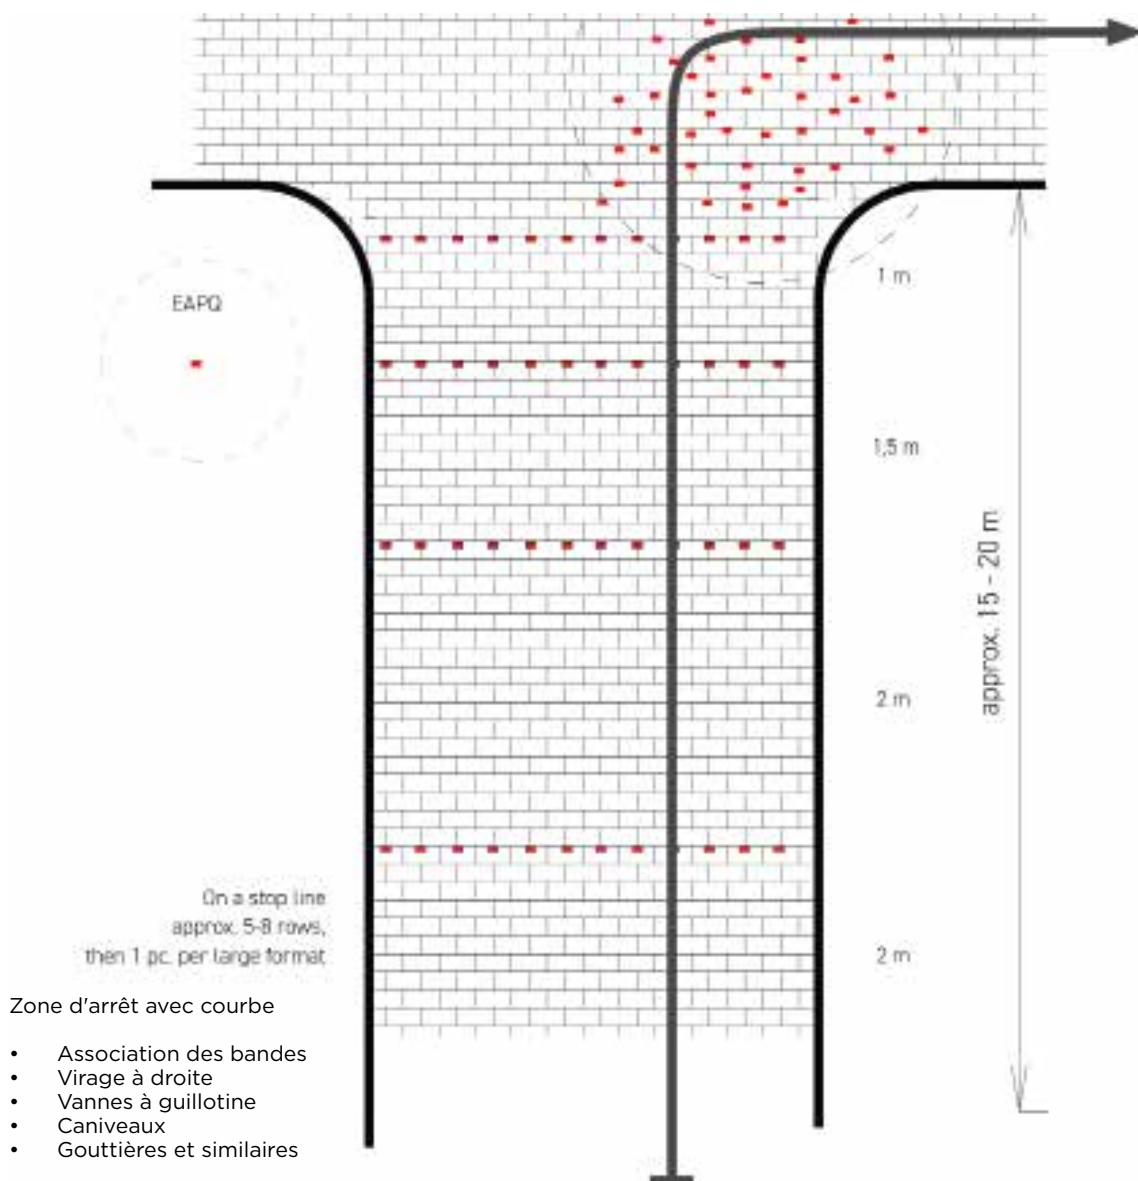 EAPQ
1 m
1,5 m
approx. 15 - 20 m
2 m
On a stop line
approx. 5-8 rows,
then 1 pc. per large format
2 m
Zone d'arrêt avec courbe
• Association des bandes
• Virage à droite
• Vannes à guillotine
• Caniveaux
• Gouttières et similaires